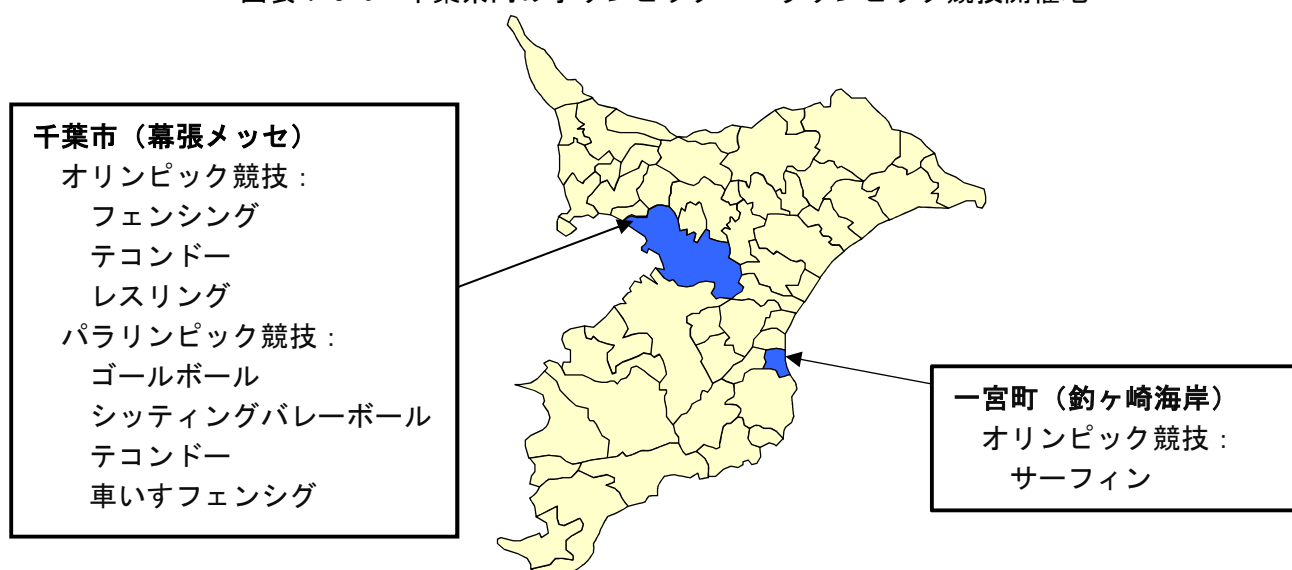 千葉市（幕張メッセ）
オリンピック競技：
フェンシング
テコンドー
レスリング
パラリンピック競技：
ゴールボール
シッティングバレーボール
テコンドー
車いすフェンシグ
一宮町（釣ヶ崎海岸）
オリンピック競技：
サーフィン